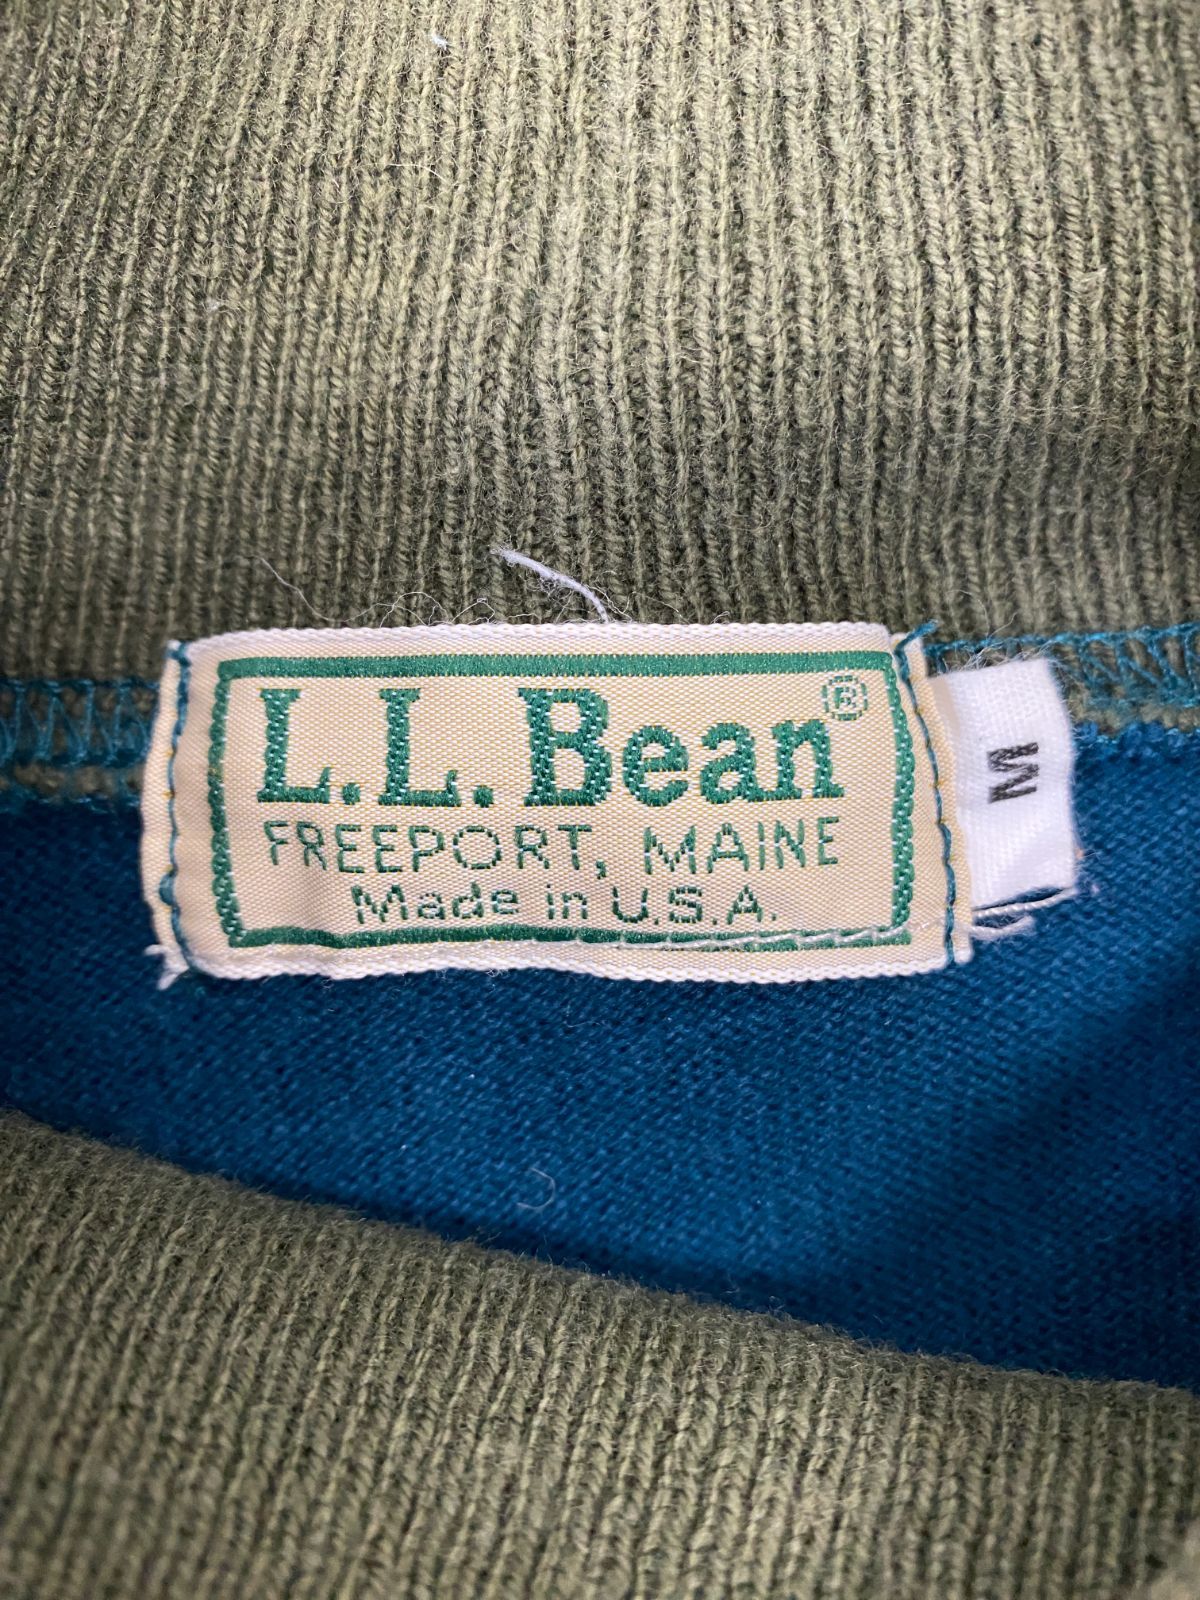 L.L.Bean®
FREEPORT, MAINE
Made in U.S.A.
M